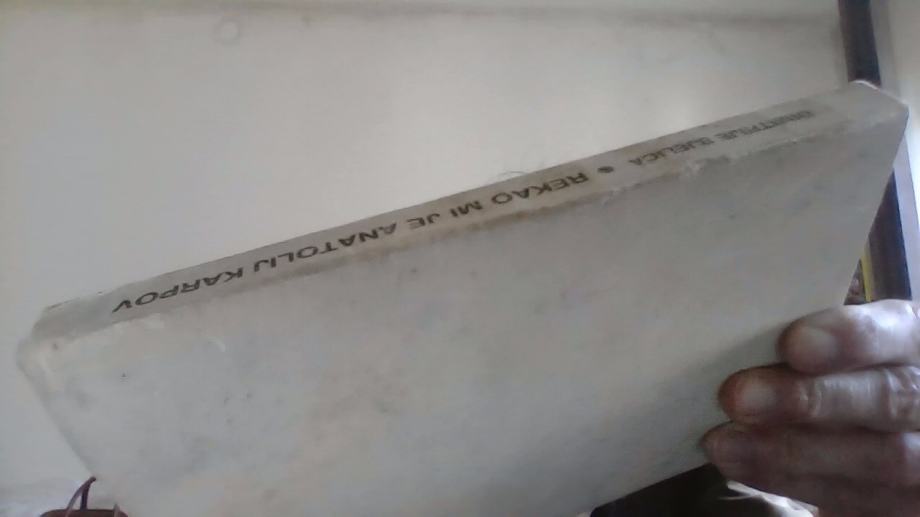 DIMITRIJE BJELICA • REKAO MI JE ANATOLIJ KARPOV